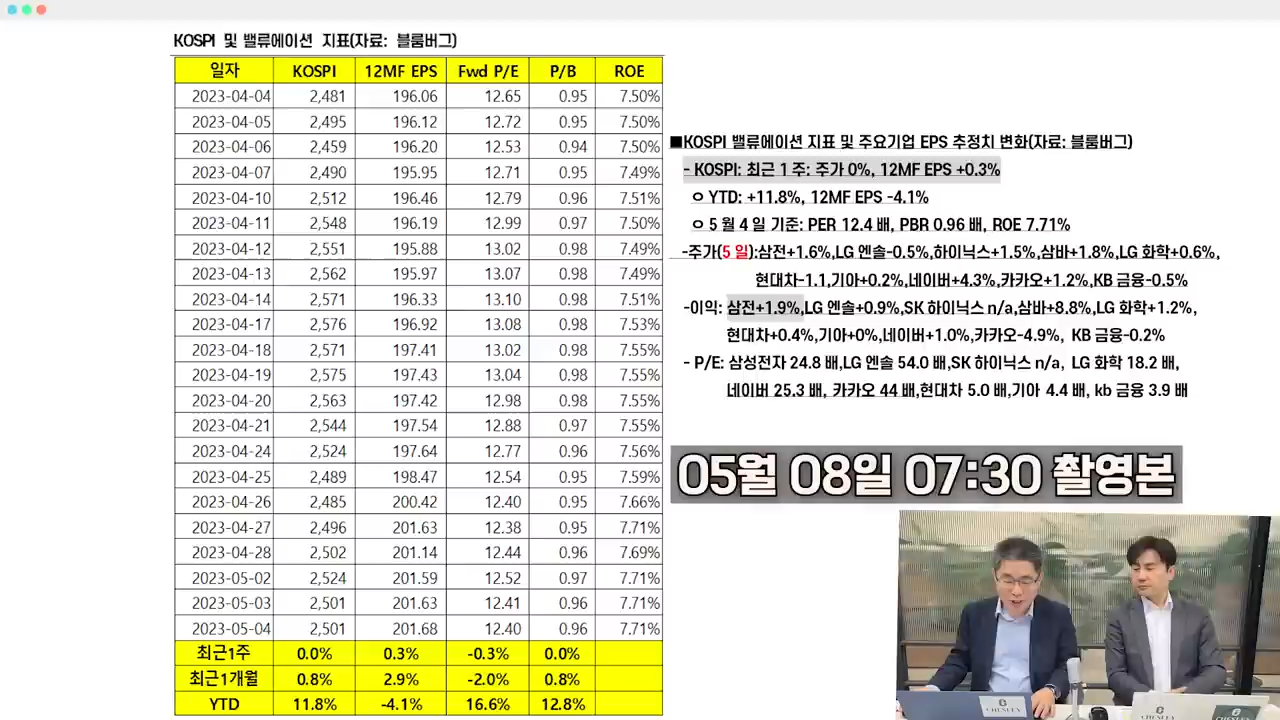 KOSPI 및 밸류에이션 지표(자료: 블룸버그)
일자 KOSPI 12MF EPS Fwd P/E P/B ROE
2023-04-04 2,481 196.06 12.65 0.95 7.50%
2023-04-05 2,495 196.12 12.72 0.95 7.50%
2023-04-06 2,459 196.20 12.53 0.94 7.50%
2023-04-07 2,490 195.95 12.71 0.95 7.49%
2023-04-10 2,512 196.46 12.79 0.96 7.51%
2023-04-11 2,548 196.19 12.99 0.97 7.50%
2023-04-12 2,551 195.88 13.02 0.98 7.49%
2023-04-13 2,562 195.97 13.07 0.98 7.49%
2023-04-14 2,571 196.33 13.10 0.98 7.51%
2023-04-17 2,576 196.92 13.08 0.98 7.53%
2023-04-18 2,571 197.41 13.02 0.98 7.55%
2023-04-19 2,575 197.43 13.04 0.98 7.55%
2023-04-20 2,563 197.42 12.98 0.98 7.55%
2023-04-21 2,544 197.54 12.88 0.97 7.55%
2023-04-24 2,524 197.64 12.77 0.96 7.56%
2023-04-25 2,489 198.47 12.54 0.95 7.59%
2023-04-26 2,485 200.42 12.40 0.95 7.66%
2023-04-27 2,496 201.63 12.38 0.95 7.71%
2023-04-28 2,502 201.14 12.44 0.96 7.69%
2023-05-02 2,524 201.59 12.52 0.97 7.71%
2023-05-03 2,501 201.63 12.41 0.96 7.71%
2023-05-04 2,501 201.68 12.40 0.96 7.71%
최근1주 0.0% 0.3% -0.3% 0.0%
최근1개월 0.8% 2.9% -2.0% 0.8%
YTD 11.8% -4.1% 16.6% 12.8%
■KOSPI 밸류에이션 지표 및 주요기업 EPS 추정치 변화(자료: 블룸버그)
- KOSPI: 최근 1 주: 주가 0%, 12MF EPS +0.3%
ㅇ YTD: +11.8%, 12MF EPS -4.1%
ㅇ 5 월 4 일 기준: PER 12.4 배, PBR 0.96 배, ROE 7.71%
-주가(5 일):삼전+1.6%,LG 엔솔-0.5%,하이닉스+1.5%,삼바+1.8%,LG 화학+0.6%,
현대차-1.1,기아+0.2%,네이버+4.3%,카카오+1.2%,KB 금융-0.5%
-이익: 삼전+1.9%,LG 엔솔+0.9%,SK 하이닉스 n/a,삼바+8.8%,LG 화학+1.2%,
현대차+0.4%,기아+0%,네이버+1.0%,카카오-4.9%, KB 금융-0.2%
- P/E: 삼성전자 24.8 배,LG 엔솔 54.0 배,SK 하이닉스 n/a, LG 화학 18.2 배,
네이버 25.3 배, 카카오 44 배,현대차 5.0 배,기아 4.4 배, kb 금융 3.9 배
05월 08일 07:30 촬영본
CHESLEY
CHESLEY